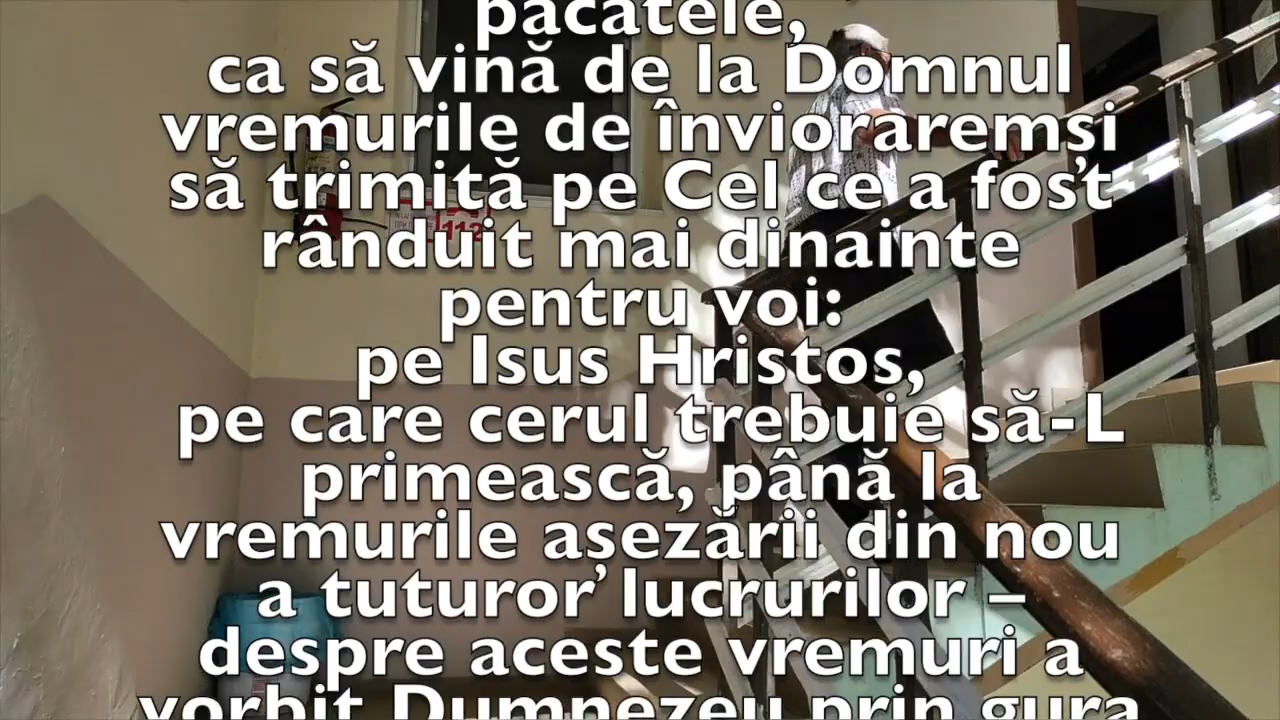 păcatele,
ca să vină de la Domnul
vremurile de învioraremși
să trimită pe Cel ce a fost
rânduit mai dinainte
pentru voi:
pe Isus Hristos,
pe care cerul trebuie să-L
primească, până la
vremurile așezării din nou
a tuturor lucrurilor –
despre aceste vremuri a
vorbit Dumnezeu prin gura
112